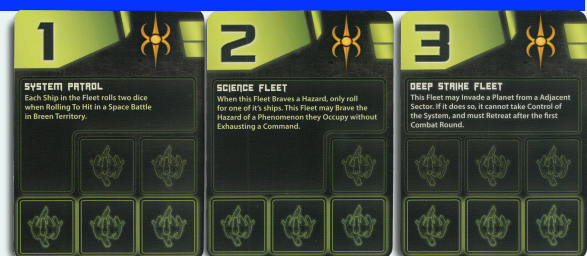 1
SYSTEM PATROL
Each Ship in the Fleet rolls two dice
when Rolling To Hit in a Space Battle
in Breen Territory.
2
SCIENCE FLEET
When this Fleet Braves a Hazard, only roll
for one of it's ships. This Fleet may Brave the
Hazard of a Phenomenon they Occupy without
Exhausting a Command.
3
DEEP STRIKE FLEET
This Fleet may Invade a Planet from a Adjacent
Sector. If it does so, it cannot take Control of
the System, and must Retreat after the first
Combat Round.